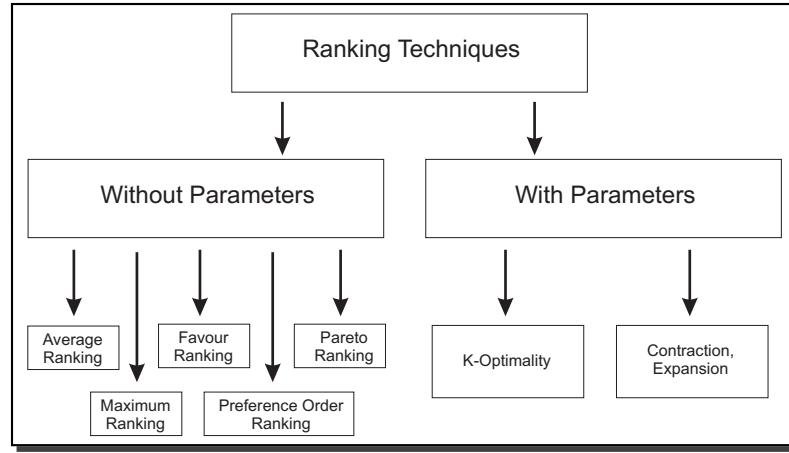 Ranking Techniques
Without Parameters
With Parameters
Average
Ranking
Favour
Ranking
Pareto
Ranking
Maximum
Ranking
Preference Order
Ranking
K-Optimality
Contraction,
Expansion